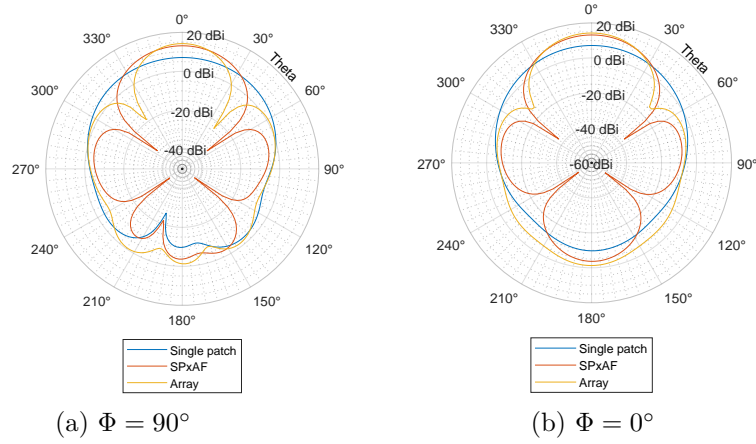 0°
330°
20 dBi
30°
Theta
300°
0 dBi
60°
-20 dBi
-40 dBi
270°
90°
240°
120°
210°
150°
180°
Single patch
SPxAF
Array
(a) Φ = 90°
0°
330°
20 dBi
30°
Theta
300°
0 dBi
60°
-20 dBi
-40 dBi
270°
-60 dBi
90°
240°
120°
210°
150°
180°
Single patch
SPxAF
Array
(b) Φ = 0°